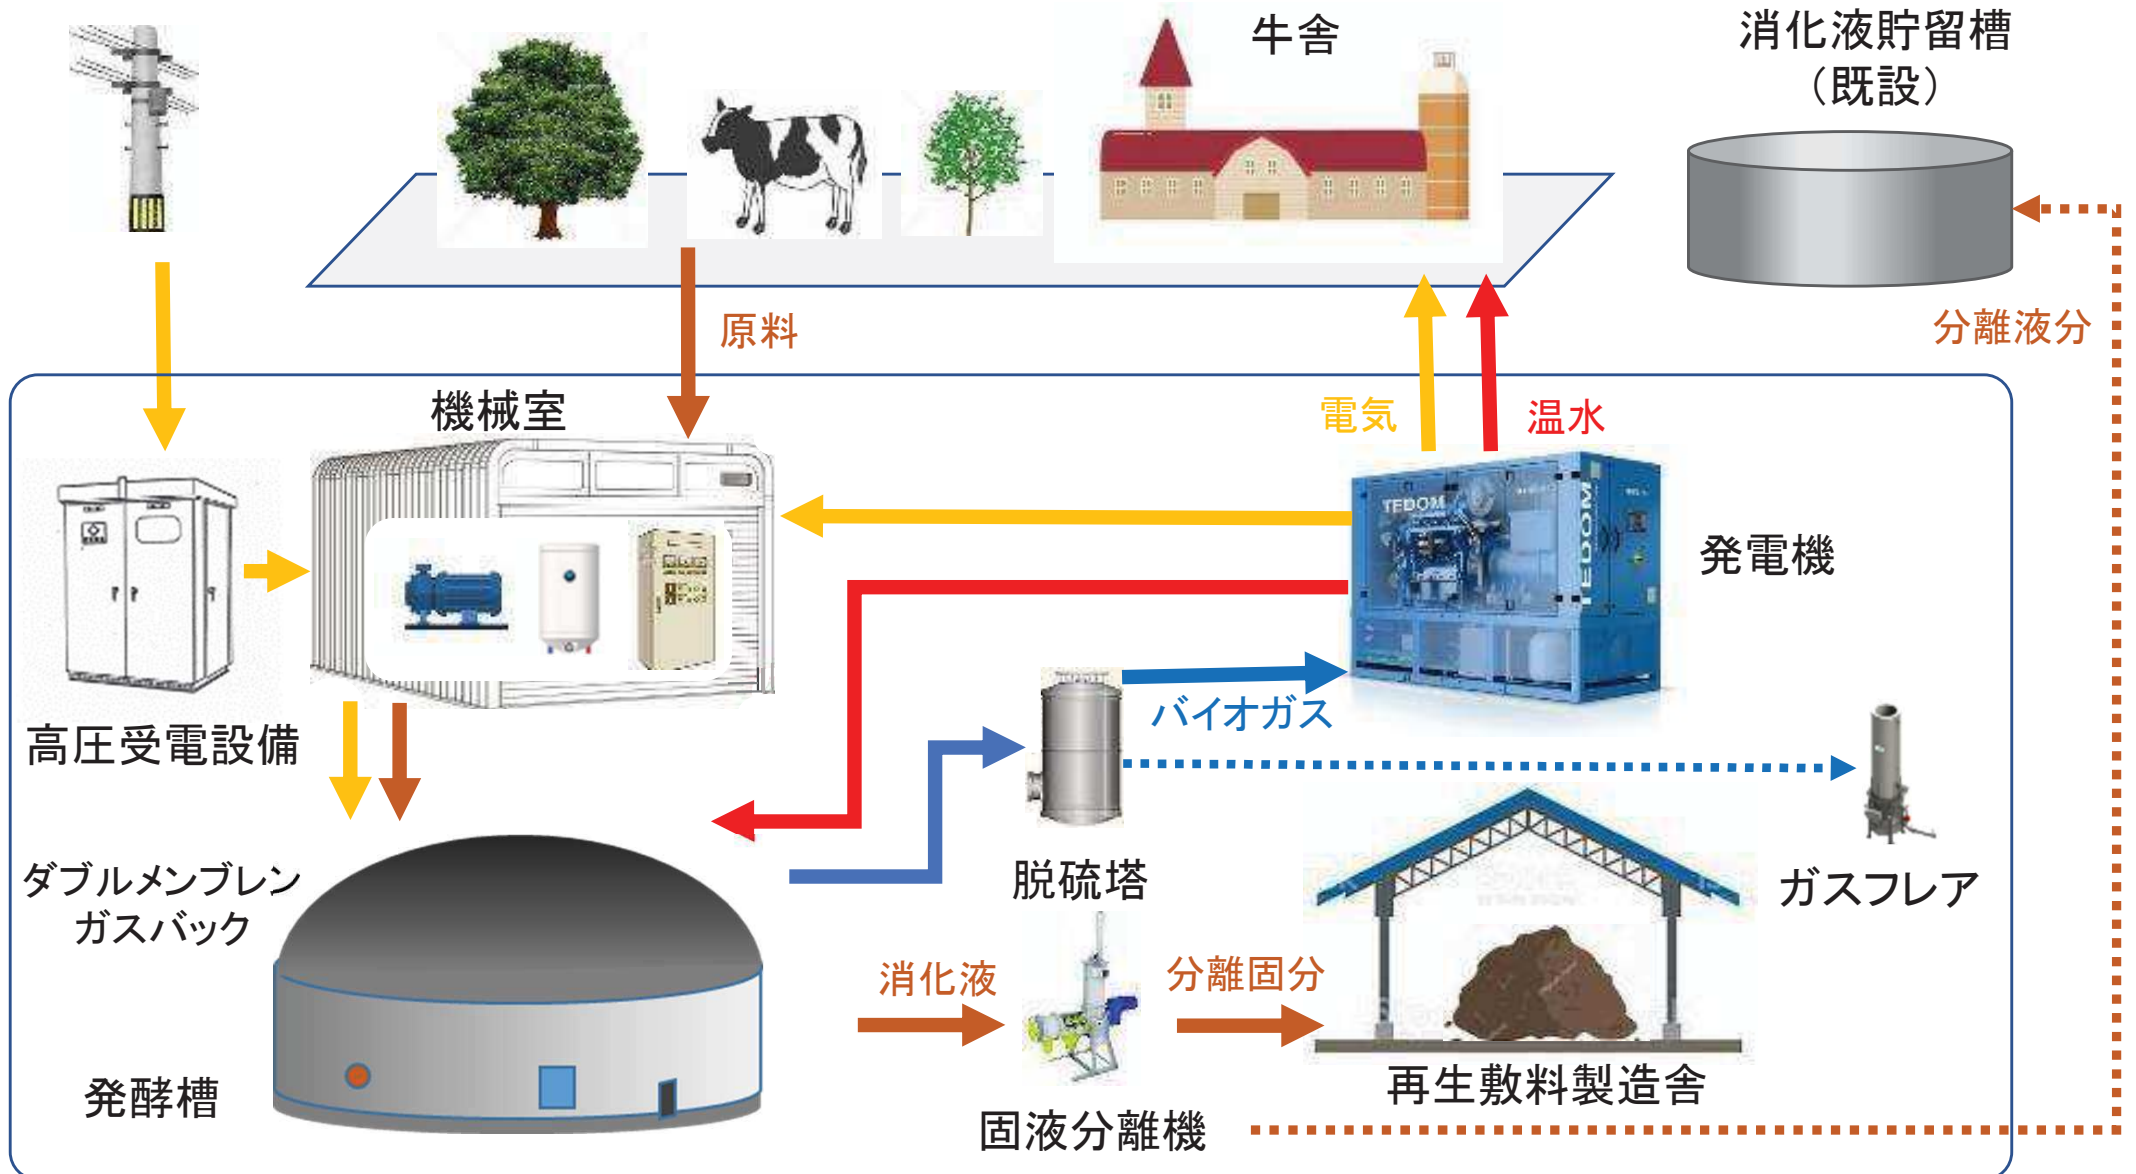 牛舎
消化液貯留槽
（既設）
原料
分離液分
機械室
電気
温水
TEDOM
TEDOM
発電機
高圧受電設備
バイオガス
ダブルメンブレン
ガスバック
脱硫塔
ガスフレア
消化液
分離固分
発酵槽
再生敷料製造舎
固液分離機